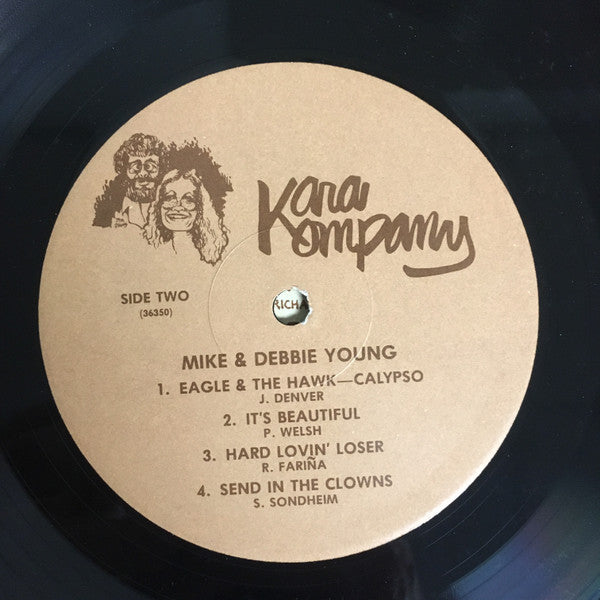 Kara
Kompany
SIDE TWO
(36350)
RICHA
MIKE & DEBBIE YOUNG
1. EAGLE & THE HAWK—CALYPSO
J. DENVER
2. IT'S BEAUTIFUL
P. WELSH
3. HARD LOVIN' LOSER
R. FARIÑA
4. SEND IN THE CLOWNS
S. SONDHEIM